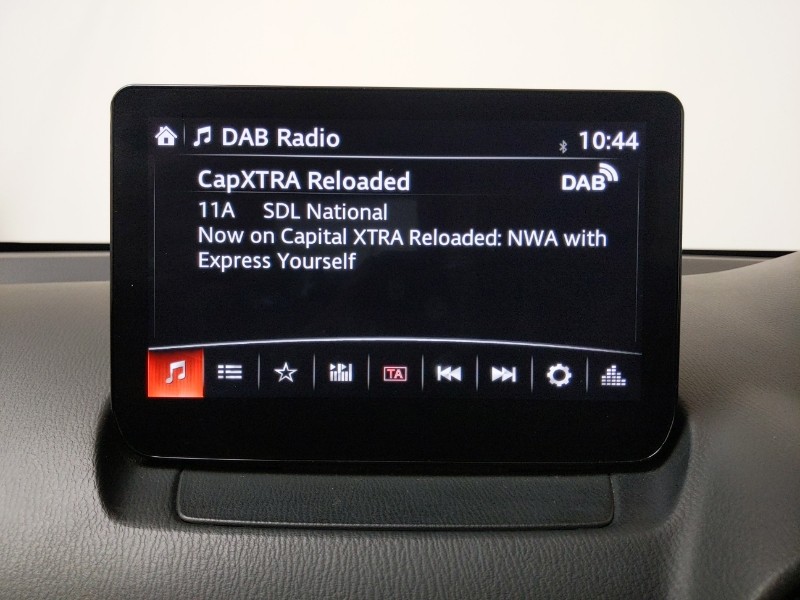 DAB Radio 10:44
CapXTRA Reloaded DAB
11A SDL National
Now on Capital XTRA Reloaded: NWA with
Express Yourself
TA